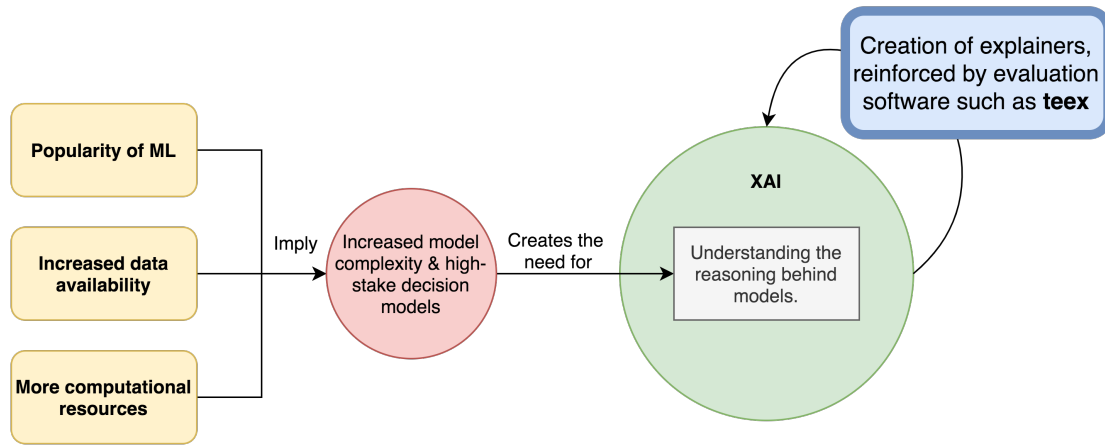 Creation of explainers,
reinforced by evaluation
software such as teex
Popularity of ML
XAI
Imply
Increased model
complexity & high-
stake decision
models
Creates the
need for
Understanding the
reasoning behind
models.
Increased data
availability
More computational
resources